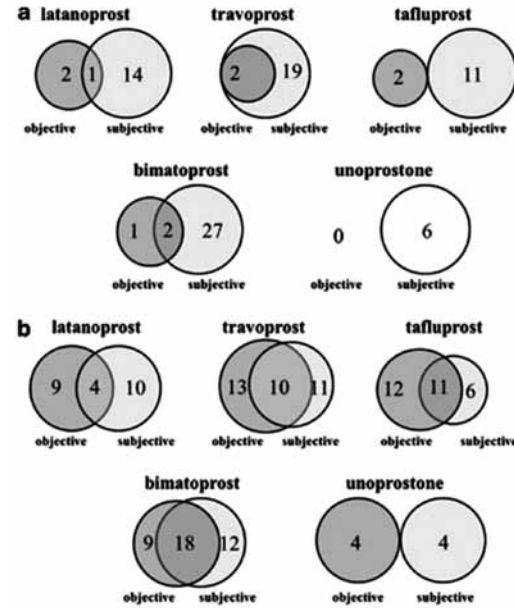 a
latanoprost travoprost tafluprost
2 1 14 2 19 2 11
objective subjective objective subjective objective subjective
bimatoprost unoprostone
1 2 27 0 6
objective subjective objective subjective
b
latanoprost travoprost tafluprost
9 4 10 13 10 11 12 11 6
objective subjective objective subjective objective subjective
bimatoprost unoprostone
9 18 12 4 4
objective subjective objective subjective